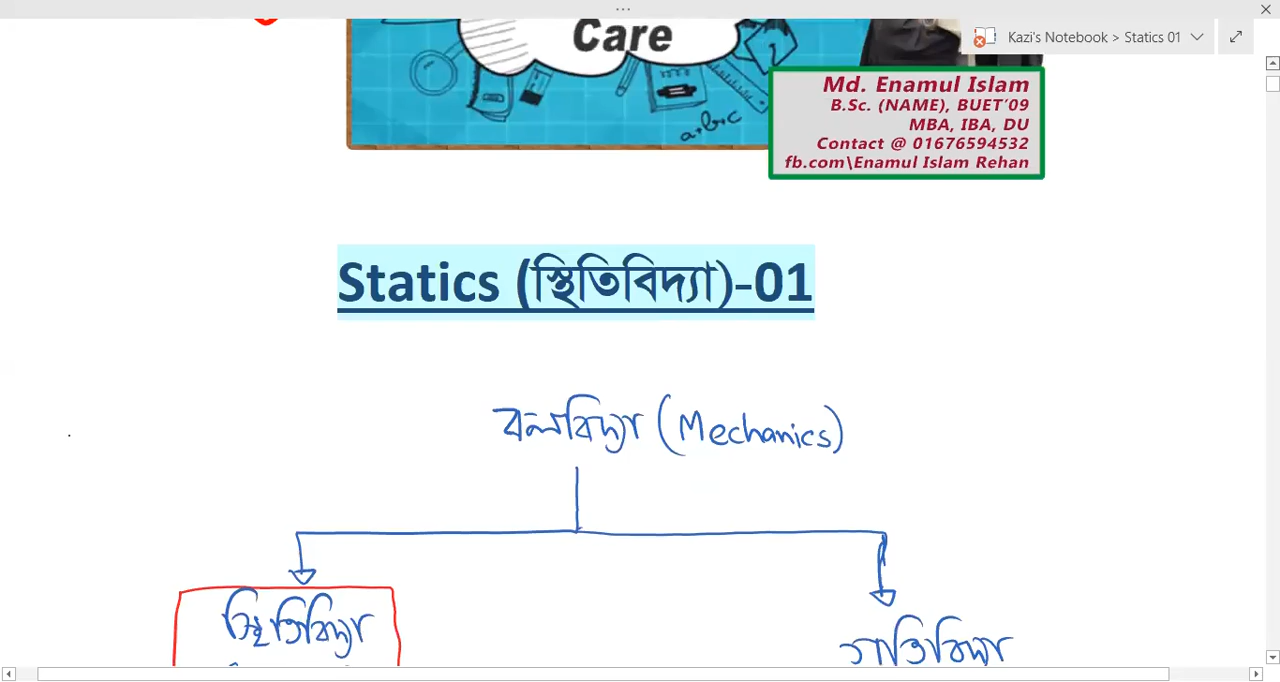 Kazi's Notebook > Statics 01
Care
a+b=c
Md. Enamul Islam
B.Sc. (NAME), BUET'09
MBA, IBA, DU
Contact @ 01676594532
fb.com\Enamul Islam Rehan
Statics (স্থিতিবিদ্যা)-01
বলবিদ্যা (Mechanics)
স্থিতিবিদ্যা
গতিবিদ্যা